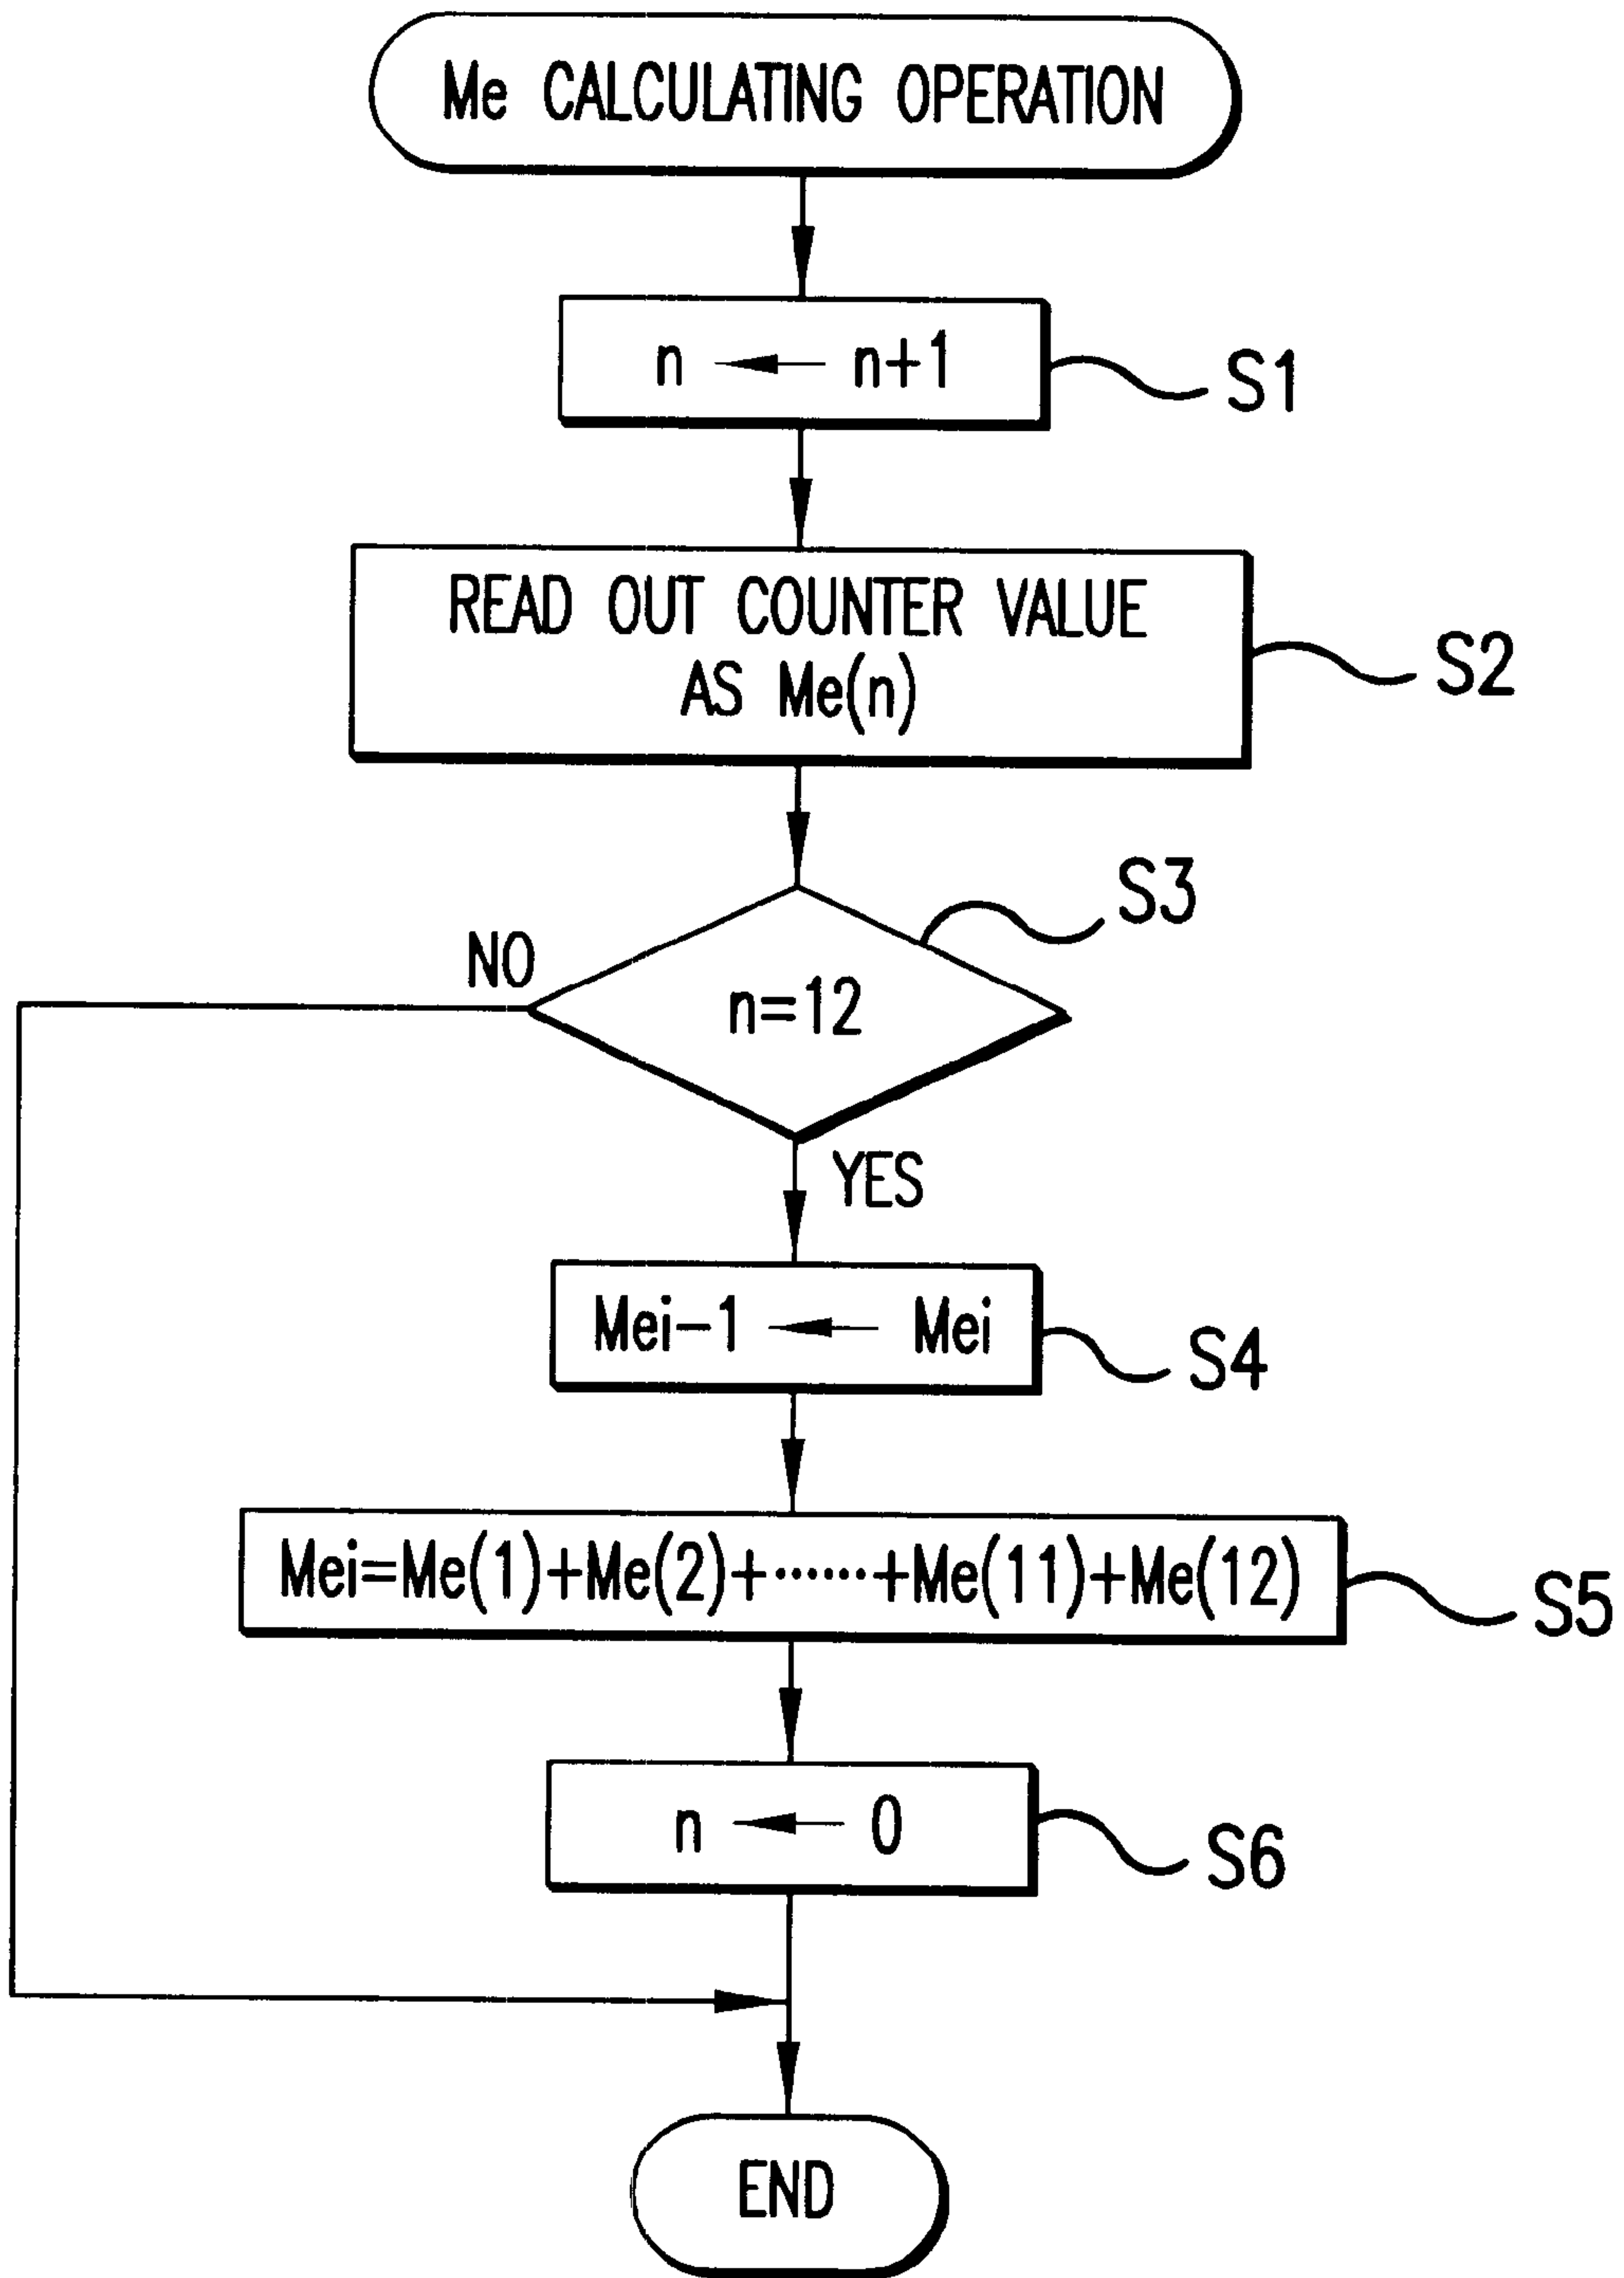 Me CALCULATING OPERATION
n ← n+1
S1
READ OUT COUNTER VALUE
AS Me(n)
S2
S3
NO
n=12
YES
Mei-1 ← Mei
S4
Mei=Me(1)+Me(2)+······+Me(11)+Me(12)
S5
n ← 0
S6
END